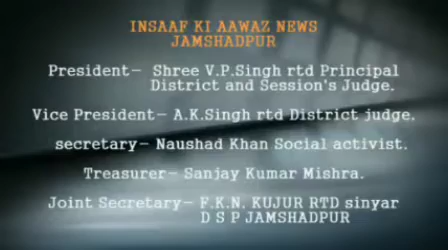 INSAAF KI AAWAZ NEWS
JAMSHADPUR
President- Shree V.P.Singh rtd Principal
District and Session's Judge.
Vice President- A.K.Singh rtd District judge.
secretary- Naushad Khan Social activist.
Treasurer- Sanjay Kumar Mishra.
Joint Secretary- F.K.N. KUJUR RTD sinyar
D S P JAMSHADPUR